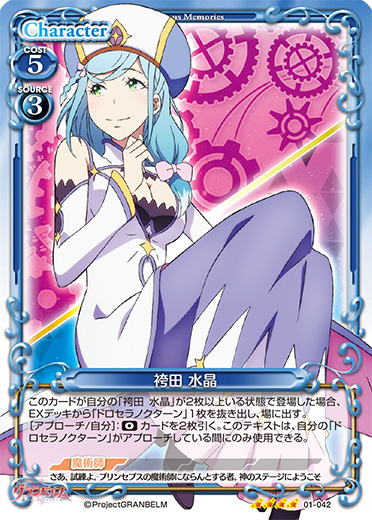 Character
us Memories
COST
5
SOURCE
3
袴田 水晶
このカードが自分の「袴田 水晶」が2枚以上いる状態で登場した場合、
EXデッキから「ドロセラノクターン」1枚を抜き出し、場に出す。
[アプローチ/自分]: カードを2枚引く。このテキストは、自分の「ド
ロセラノクターン」がアプローチしている間にのみ使用できる。
魔術師
さあ、試練よ。プリンセプスの魔術師にならんとする者。神のステージにようこそ
グランベルム
©ProjectGRANBELM
01-042